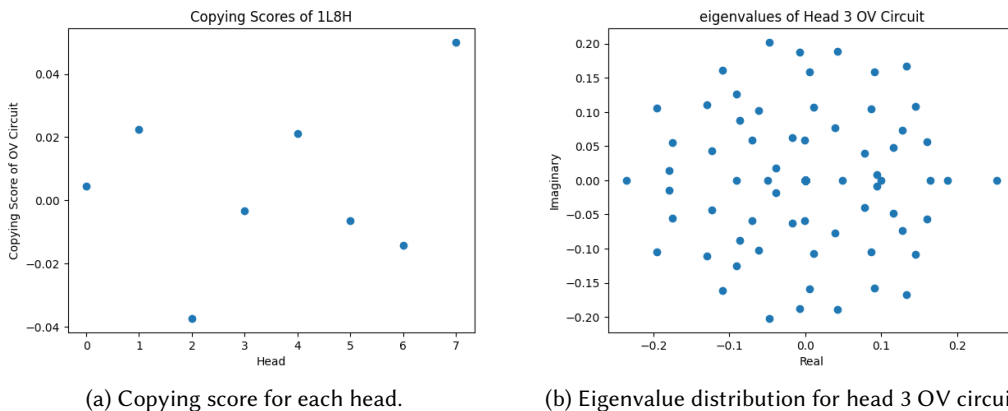 Copying Scores of 1L8H
Copying Score of OV Circuit
0.04
0.02
0.00
−0.02
−0.04
0 1 2 3 4 5 6 7
Head
(a) Copying score for each head.
eigenvalues of Head 3 OV Circuit
Imaginary
0.20
0.15
0.10
0.05
0.00
−0.05
−0.10
−0.15
−0.20
−0.2 −0.1 0.0 0.1 0.2
Real
(b) Eigenvalue distribution for head 3 OV circui